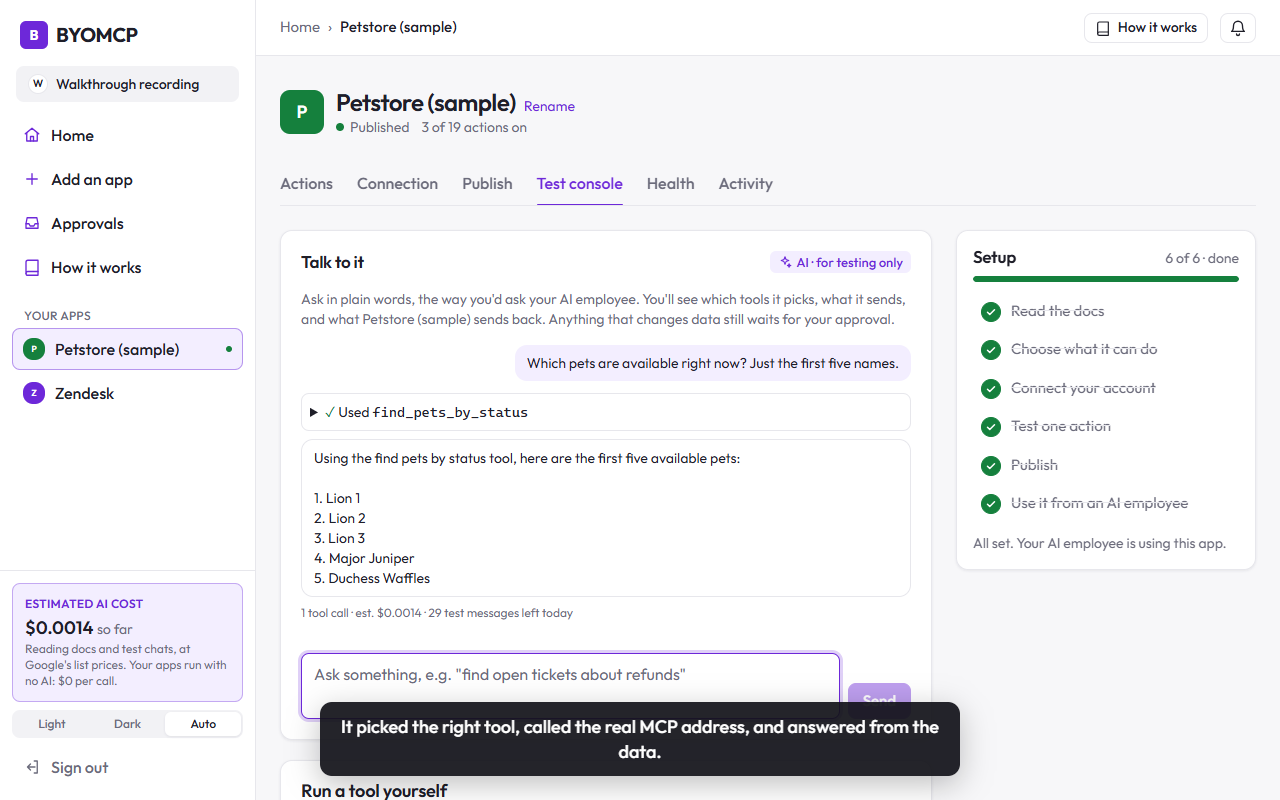 B BYOMCP
W Walkthrough recording
Home
Add an app
Approvals
How it works
YOUR APPS
P Petstore (sample)
Z Zendesk
ESTIMATED AI COST
$0.0014 so far
Reading docs and test chats, at
Google's list prices. Your apps run with
no AI: $0 per call.
Light Dark Auto
Sign out
Home › Petstore (sample)
How it works
P
Petstore (sample) Rename
Published 3 of 19 actions on
Actions Connection Publish Test console Health Activity
Talk to it
AI · for testing only
Ask in plain words, the way you'd ask your AI employee. You'll see which tools it picks, what it sends,
and what Petstore (sample) sends back. Anything that changes data still waits for your approval.
Which pets are available right now? Just the first five names.
▶ ✓ Used find_pets_by_status
Using the find pets by status tool, here are the first five available pets:
1. Lion 1
2. Lion 2
3. Lion 3
4. Major Juniper
5. Duchess Waffles
1 tool call · est. $0.0014 · 29 test messages left today
Ask something, e.g. "find open tickets about refunds"
Send
It picked the right tool, called the real MCP address, and answered from the
data.
Run a tool yourself
Setup 6 of 6 · done
Read the docs
Choose what it can do
Connect your account
Test one action
Publish
Use it from an AI employee
All set. Your AI employee is using this app.